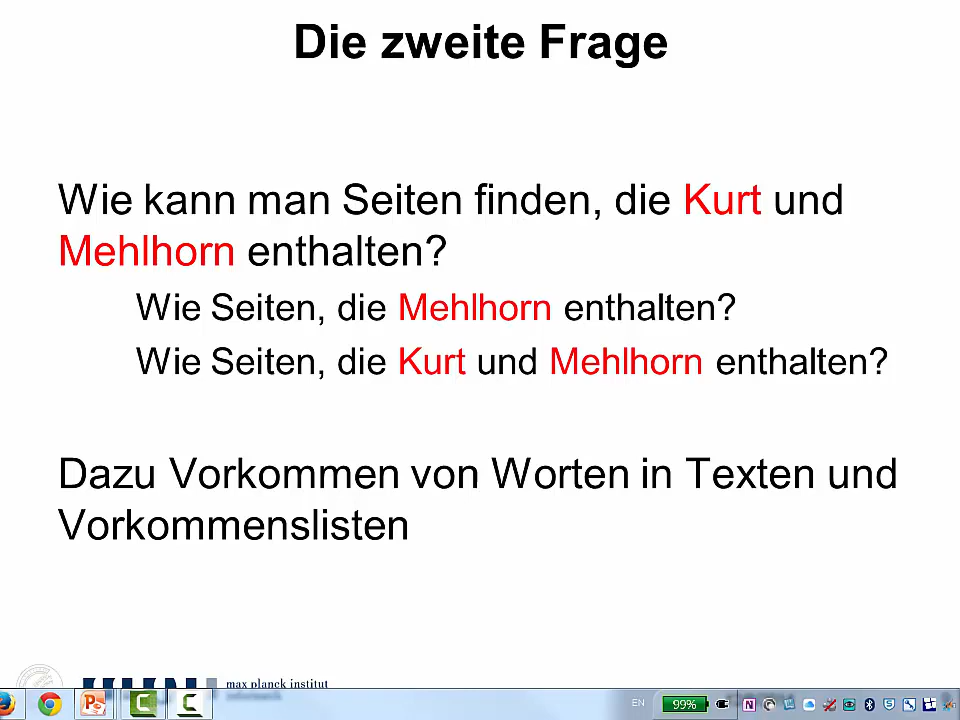 Die zweite Frage
Wie kann man Seiten finden, die Kurt und
Mehlhorn enthalten?
Wie Seiten, die Mehlhorn enthalten?
Wie Seiten, die Kurt und Mehlhorn enthalten?
Dazu Vorkommen von Worten in Texten und
Vorkommenslisten
max planck institut
EN
99%